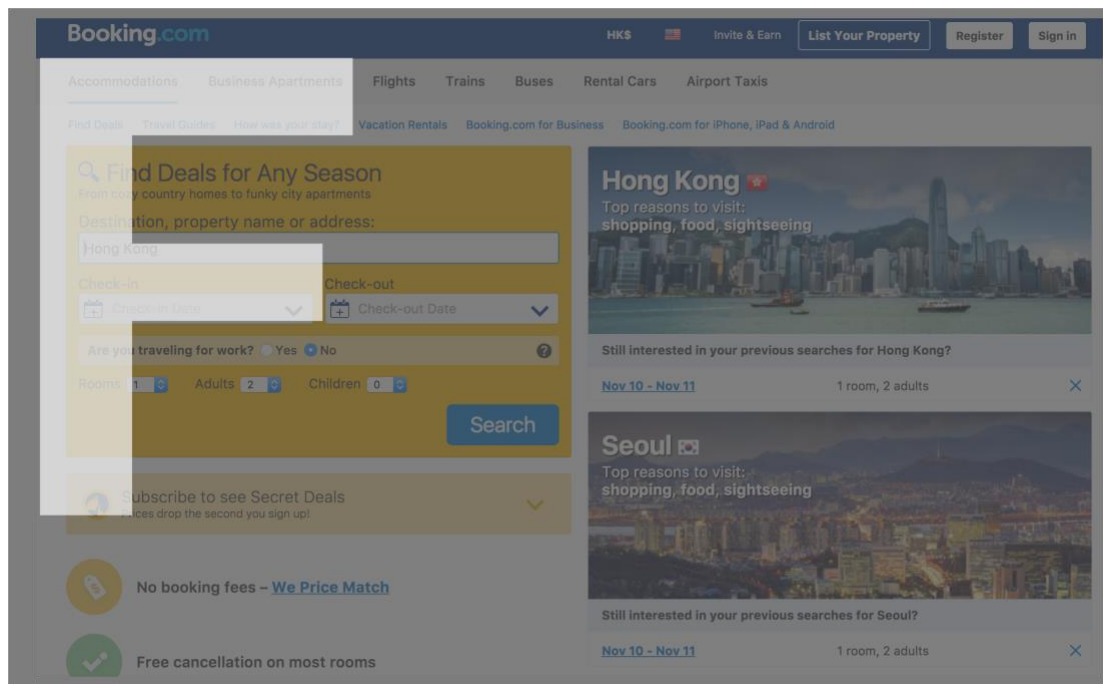 Booking.com
HK$ Invite & Earn List Your Property Register Sign in
Accommodations Business Apartments Flights Trains Buses Rental Cars Airport Taxis
Find Deals Travel Guides How was your stay? Vacation Rentals Booking.com for Business Booking.com for iPhone, iPad & Android
Find Deals for Any Season
From cozy country homes to funky city apartments
Destination, property name or address:
Hong Kong
Check-in Check-out
Check-in Date Check-out Date
Are you traveling for work? Yes No ?
Rooms 1 Adults 2 Children 0
Search
Subscribe to see Secret Deals
Prices drop the second you sign up!
No booking fees – We Price Match
Free cancellation on most rooms
Hong Kong
Top reasons to visit:
shopping, food, sightseeing
Still interested in your previous searches for Hong Kong?
Nov 10 - Nov 11 1 room, 2 adults
Seoul
Top reasons to visit:
shopping, food, sightseeing
Still interested in your previous searches for Seoul?
Nov 10 - Nov 11 1 room, 2 adults